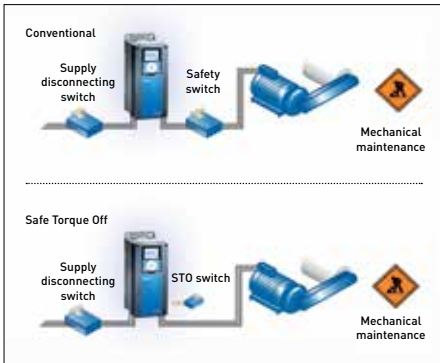 Conventional
Supply
disconnecting
switch
Safety
switch
Mechanical
maintenance
Safe Torque Off
Supply
disconnecting
switch
STO switch
Mechanical
maintenance